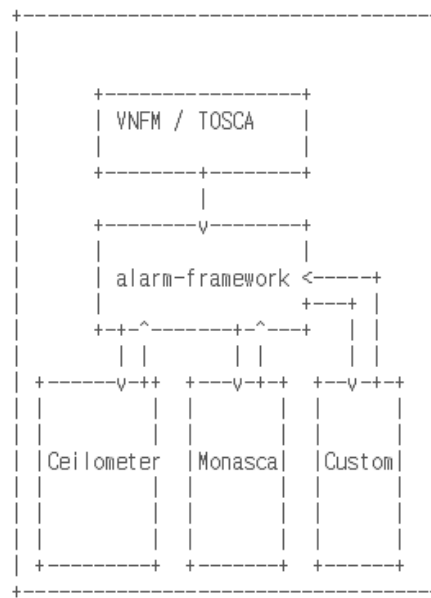 VNFM / TOSCA
alarm-framework
Ceilometer
Monasca
Custom